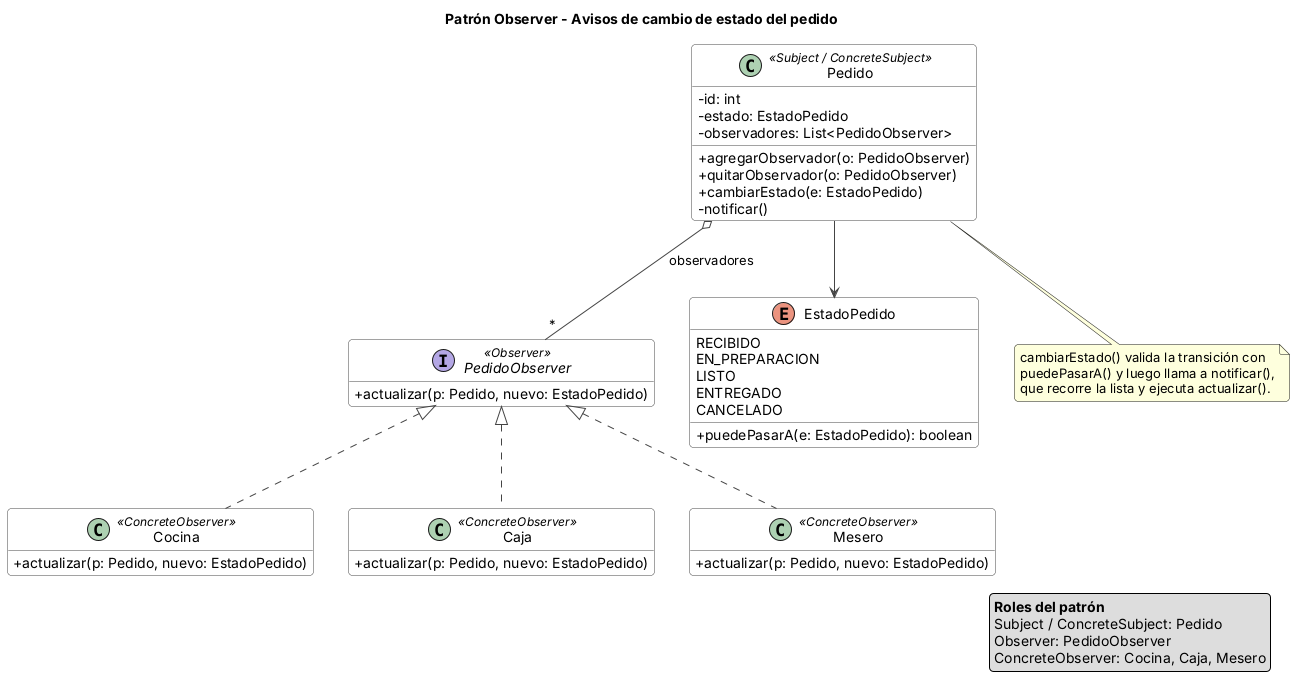 Patrón Observer - Avisos de cambio de estado del pedido
C
«Subject / ConcreteSubject»
Pedido
-id: int
-estado: EstadoPedido
-observadores: List<PedidoObserver>
+agregarObservador(o: PedidoObserver)
+quitarObservador(o: PedidoObserver)
+cambiarEstado(e: EstadoPedido)
-notificar()
observadores
*
I
«Observer»
PedidoObserver
+actualizar(p: Pedido, nuevo: EstadoPedido)
E EstadoPedido
RECIBIDO
EN_PREPARACION
LISTO
ENTREGADO
CANCELADO
+puedePasarA(e: EstadoPedido): boolean
cambiarEstado() valida la transición con
puedePasarA() y luego llama a notificar(),
que recorre la lista y ejecuta actualizar().
C
«ConcreteObserver»
Cocina
+actualizar(p: Pedido, nuevo: EstadoPedido)
C
«ConcreteObserver»
Caja
+actualizar(p: Pedido, nuevo: EstadoPedido)
C
«ConcreteObserver»
Mesero
+actualizar(p: Pedido, nuevo: EstadoPedido)
Roles del patrón
Subject / ConcreteSubject: Pedido
Observer: PedidoObserver
ConcreteObserver: Cocina, Caja, Mesero